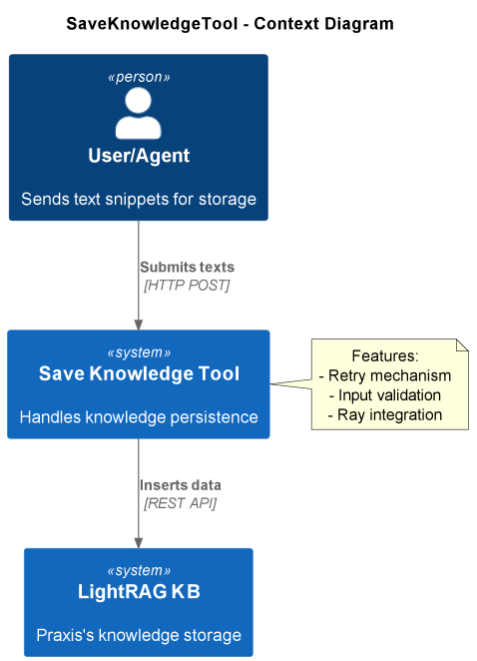 SaveKnowledgeTool - Context Diagram
«person»
User/Agent
Sends text snippets for storage
Submits texts
[HTTP POST]
«system»
Save Knowledge Tool
Handles knowledge persistence
Features:
- Retry mechanism
- Input validation
- Ray integration
Inserts data
[REST API]
«system»
LightRAG KB
Praxis's knowledge storage